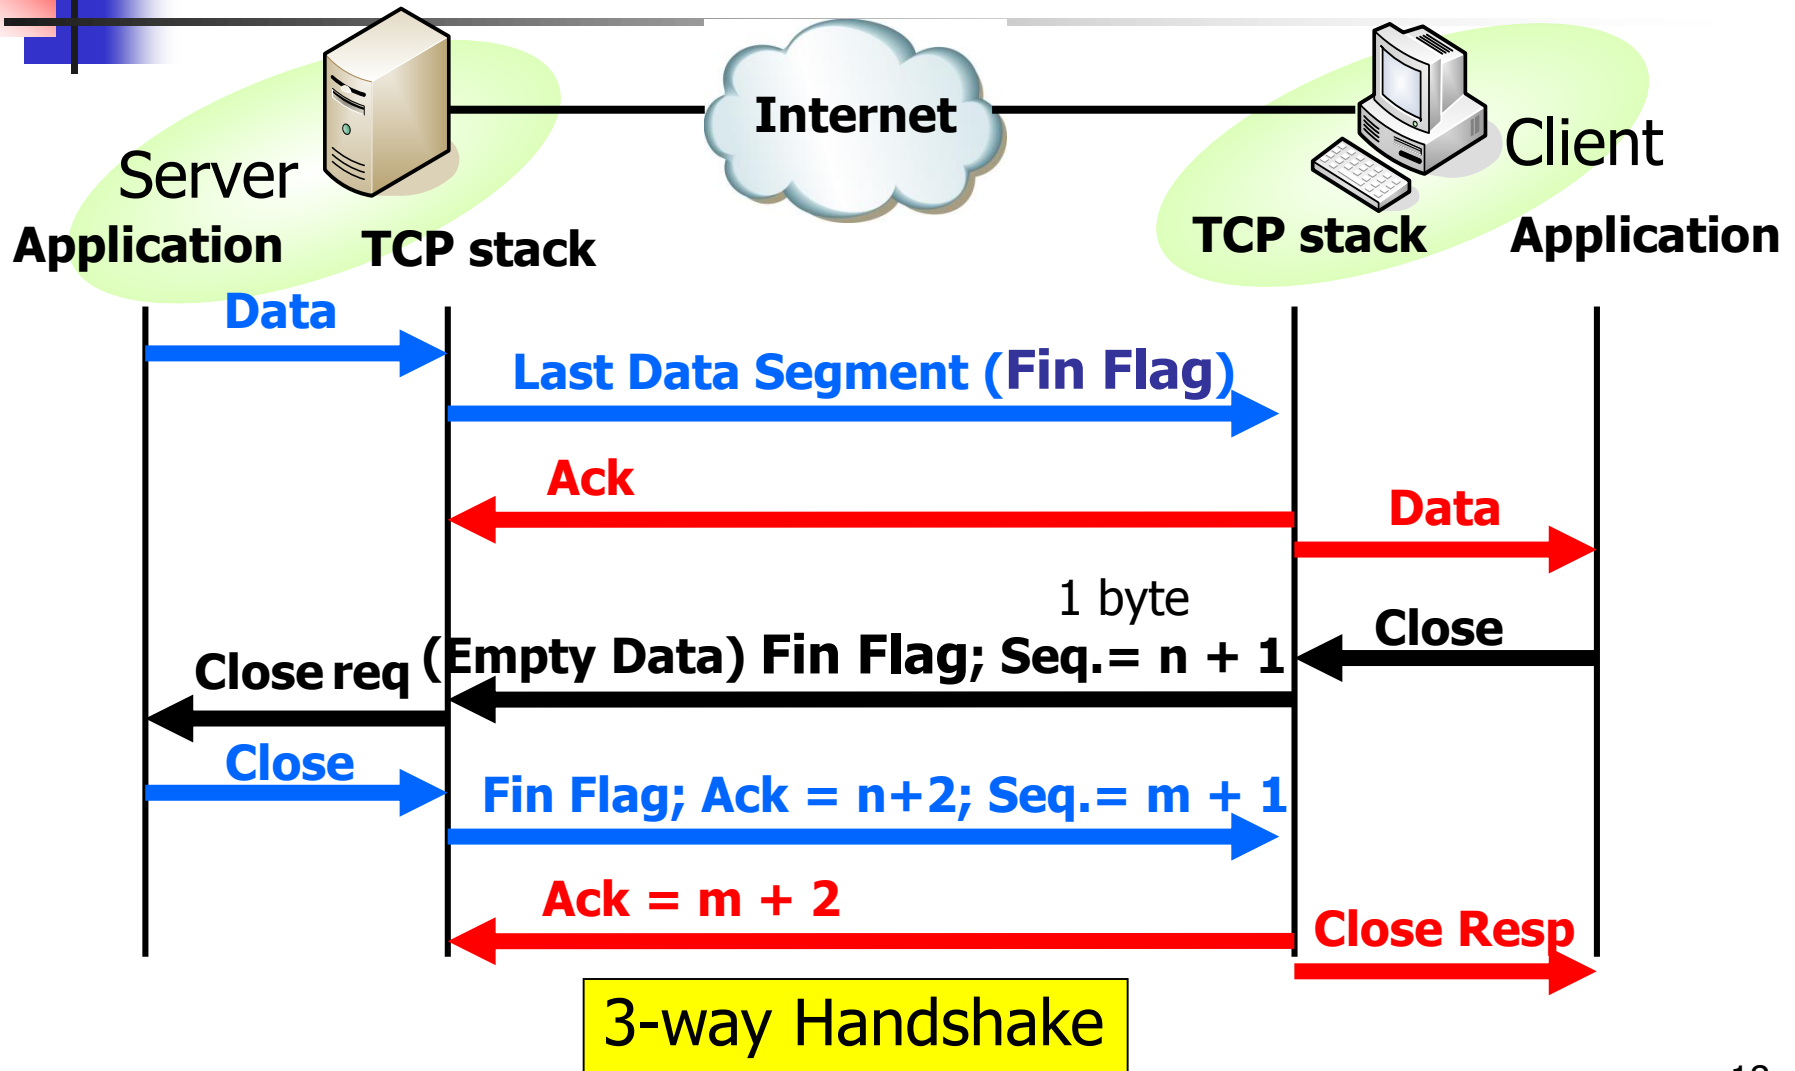 Internet
Server
Client
Application
TCP stack
TCP stack
Application
Data
Last Data Segment (Fin Flag)
Ack
Data
1 byte
Close
(Empty Data) Fin Flag; Seq.= n + 1
Close req
Close
Fin Flag; Ack = n+2; Seq.= m + 1
Ack = m + 2
Close Resp
3-way Handshake